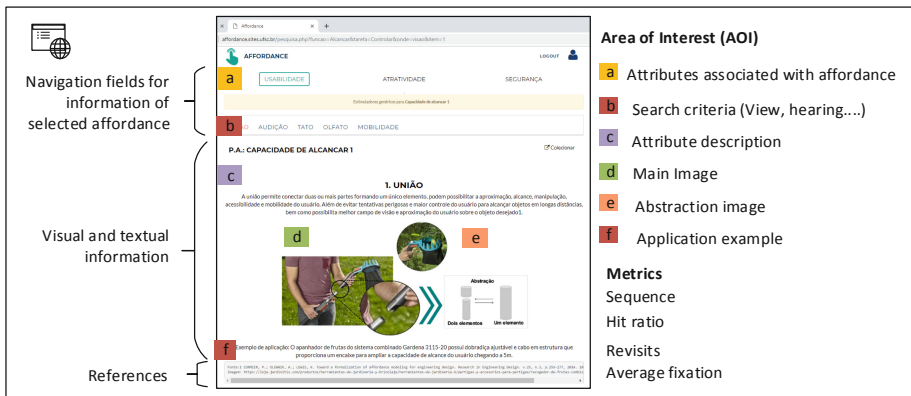 Affordance
affordance.sites.ufsc.br/pesquisa.php?funcao=Alcançar&tarefa=Controlar&onde=visao&item=1
AFFORDANCE
LOGOUT
a
USABILIDADE
ATRATIVIDADE
SEGURANÇA
Estimuladores genéricos para Capacidade de alcançar 1
b
AUDIÇÃO TATO OLFATO MOBILIDADE
P.A.: CAPACIDADE DE ALCANCAR 1
Colecionar
c
1. UNIÃO
A união permite conectar duas ou mais partes formando um único elemento, podem possibilitar a aproximação, alcance, manipulação,
acessibilidade e mobilidade do usuário. Além de evitar tentativas perigosas e maior controle do usuário para alcançar objetos em longas distâncias,
bem como possibilita melhor campo de visão e aproximação do usuário sobre o objeto desejado1.
d
e
Abstração
Dois elementos
Um elemento
f
Exemplo de aplicação: O apanhador de frutas do sistema combinado Gardena 2115-20 possui dobradiça ajustável e cabo em estrutura que
proporciona um encaixe para ampliar a capacidade de alcance do usuário chegando a 5m.
Navigation fields for
information of
selected affordance
Visual and textual
information
References
Area of Interest (AOI)
a Attributes associated with affordance
b Search criteria (View, hearing....)
c Attribute description
d Main Image
e Abstraction image
f Application example
Metrics
Sequence
Hit ratio
Revisits
Average fixation